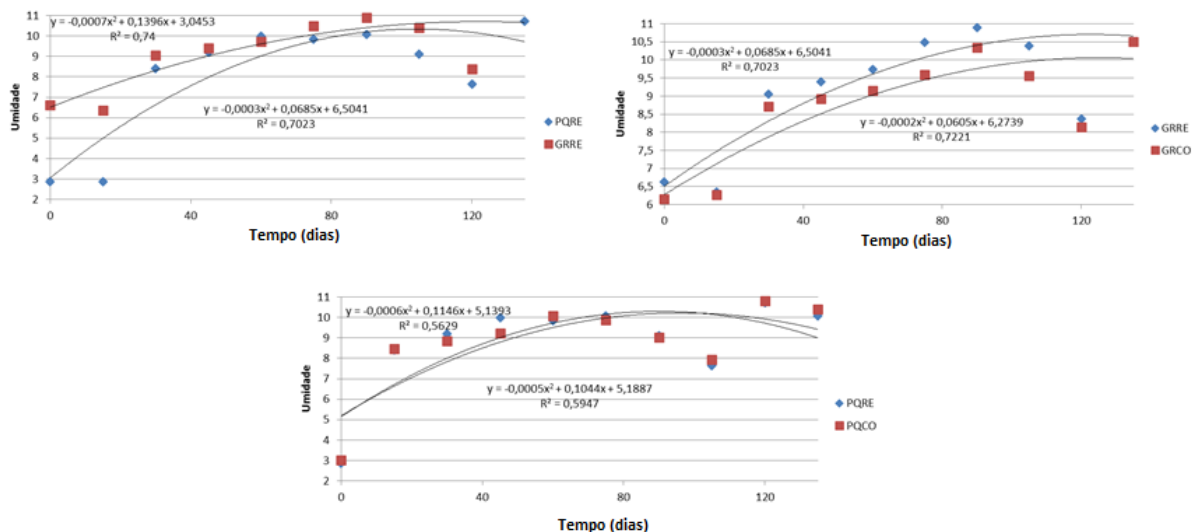 y = -0,0007x² + 0,1396x + 3,0453
R² = 0,74
y = -0,0003x² + 0,0685x + 6,5041
R² = 0,7023
Umidade
11
10
9
8
7
6
5
4
3
2
0
40
80
120
Tempo (dias)
PQRE
GRRE
y = -0,0003x² + 0,0685x + 6,5041
R² = 0,7023
y = -0,0002x² + 0,0605x + 6,2739
R² = 0,7221
Umidade
11
10,5
10
9,5
9
8,5
8
7,5
7
6,5
6
0
40
80
120
Tempo (dias)
GRRE
GRCO
y = -0,0006x² + 0,1146x + 5,1393
R² = 0,5629
y = -0,0005x² + 0,1044x + 5,1887
R² = 0,5947
Umidade
11
10
9
8
7
6
5
4
3
2
0
40
80
120
Tempo (dias)
PQRE
PQCO